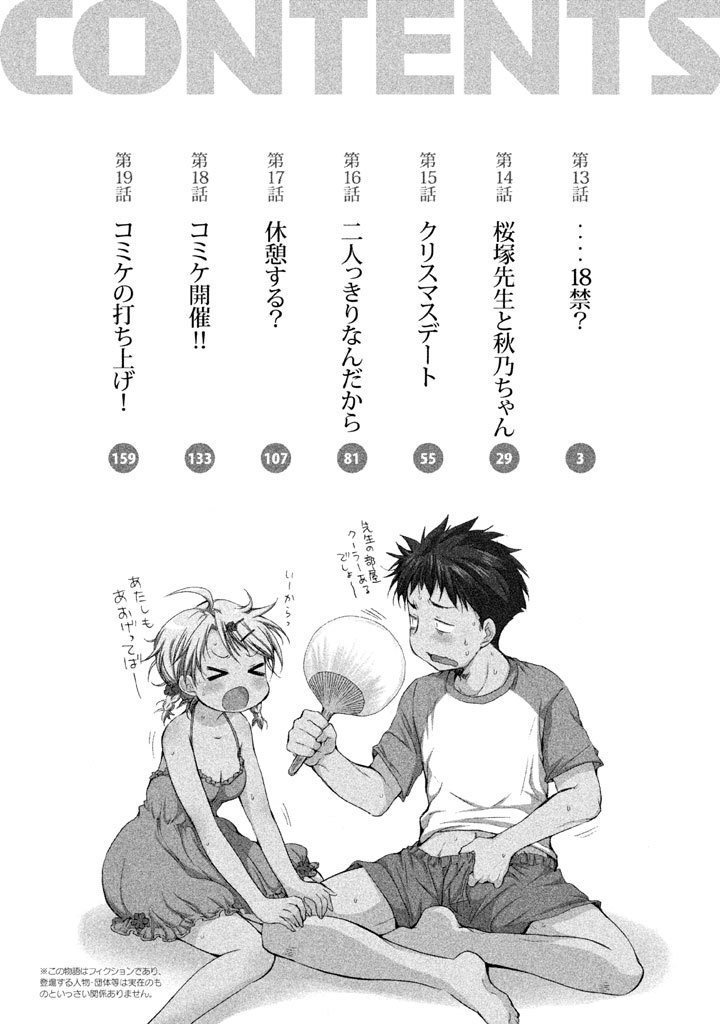 CONTENTS
第13話 ‥‥18禁? 3
第14話 桜塚先生と秋乃ちゃん 29
第15話 クリスマスデート 55
第16話 二人っきりなんだから 81
第17話 休憩する? 107
第18話 コミケ開催!! 133
第19話 コミケの打ち上げ! 159
先生の部屋
クーラーある
でしょー
いーからっ
あたしも
あおげってばー
※この物語はフィクションであり、
登場する人物・団体等は実在のも
のといっさい関係ありません。